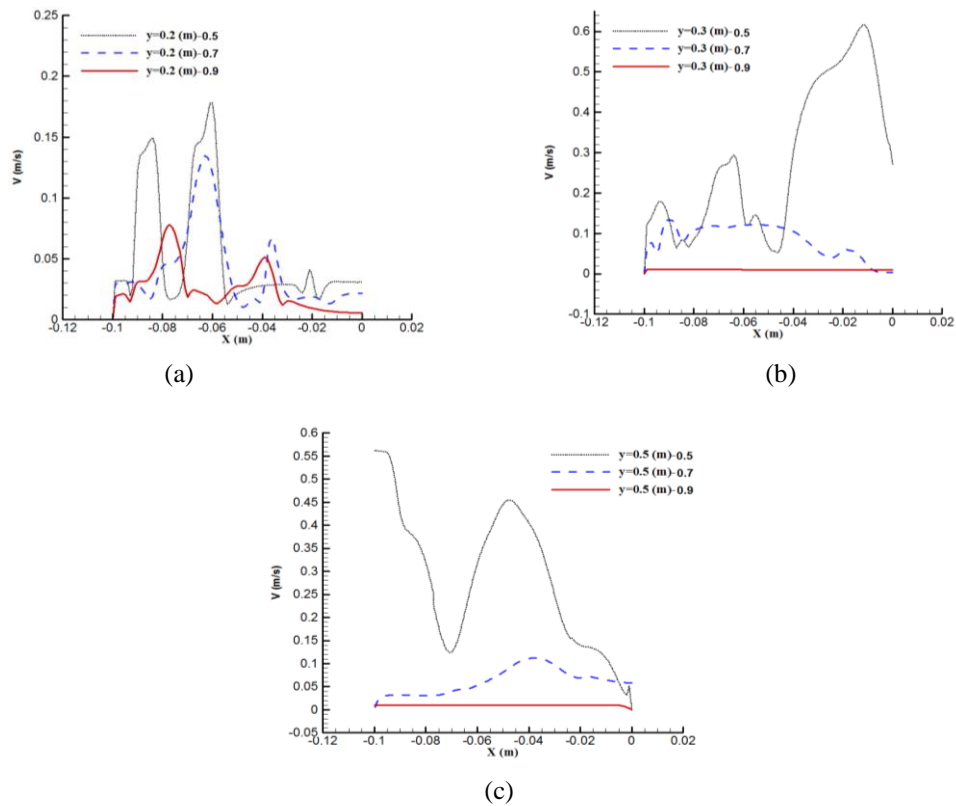 0.25
0.2
0.15
0.1
0.05
0
V (m/s)
-0.12 -0.1 -0.08 -0.06 -0.04 -0.02 0 0.02
X (m)
y=0.2 (m)-0.5
y=0.2 (m)-0.7
y=0.2 (m)-0.9
(a)
0.6
0.5
0.4
0.3
0.2
0.1
0
-0.1
V (m/s)
-0.12 -0.1 -0.08 -0.06 -0.04 -0.02 0 0.02
X (m)
y=0.3 (m)-0.5
y=0.3 (m)-0.7
y=0.3 (m)-0.9
(b)
0.6
0.55
0.5
0.45
0.4
0.35
0.3
0.25
0.2
0.15
0.1
0.05
0
-0.05
V (m/s)
-0.12 -0.1 -0.08 -0.06 -0.04 -0.02 0 0.02
X (m)
y=0.5 (m)-0.5
y=0.5 (m)-0.7
y=0.5 (m)-0.9
(c)